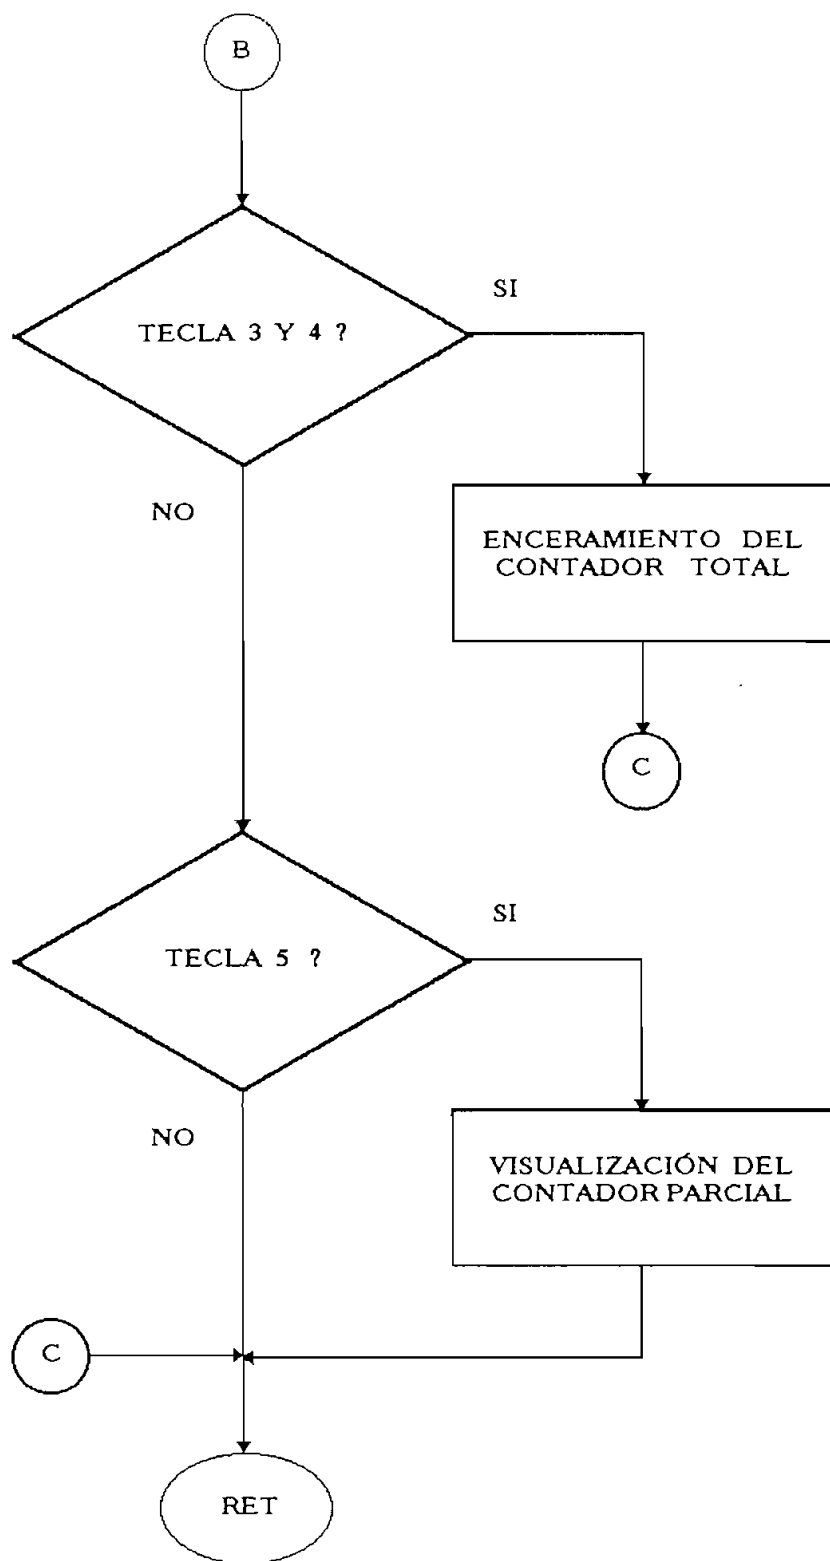 B
TECLA 3 Y 4 ?
SI
NO
ENCERAMIENTO DEL
CONTADOR TOTAL
C
TECLA 5 ?
SI
NO
VISUALIZACIÓN DEL
CONTADOR PARCIAL
C
RET